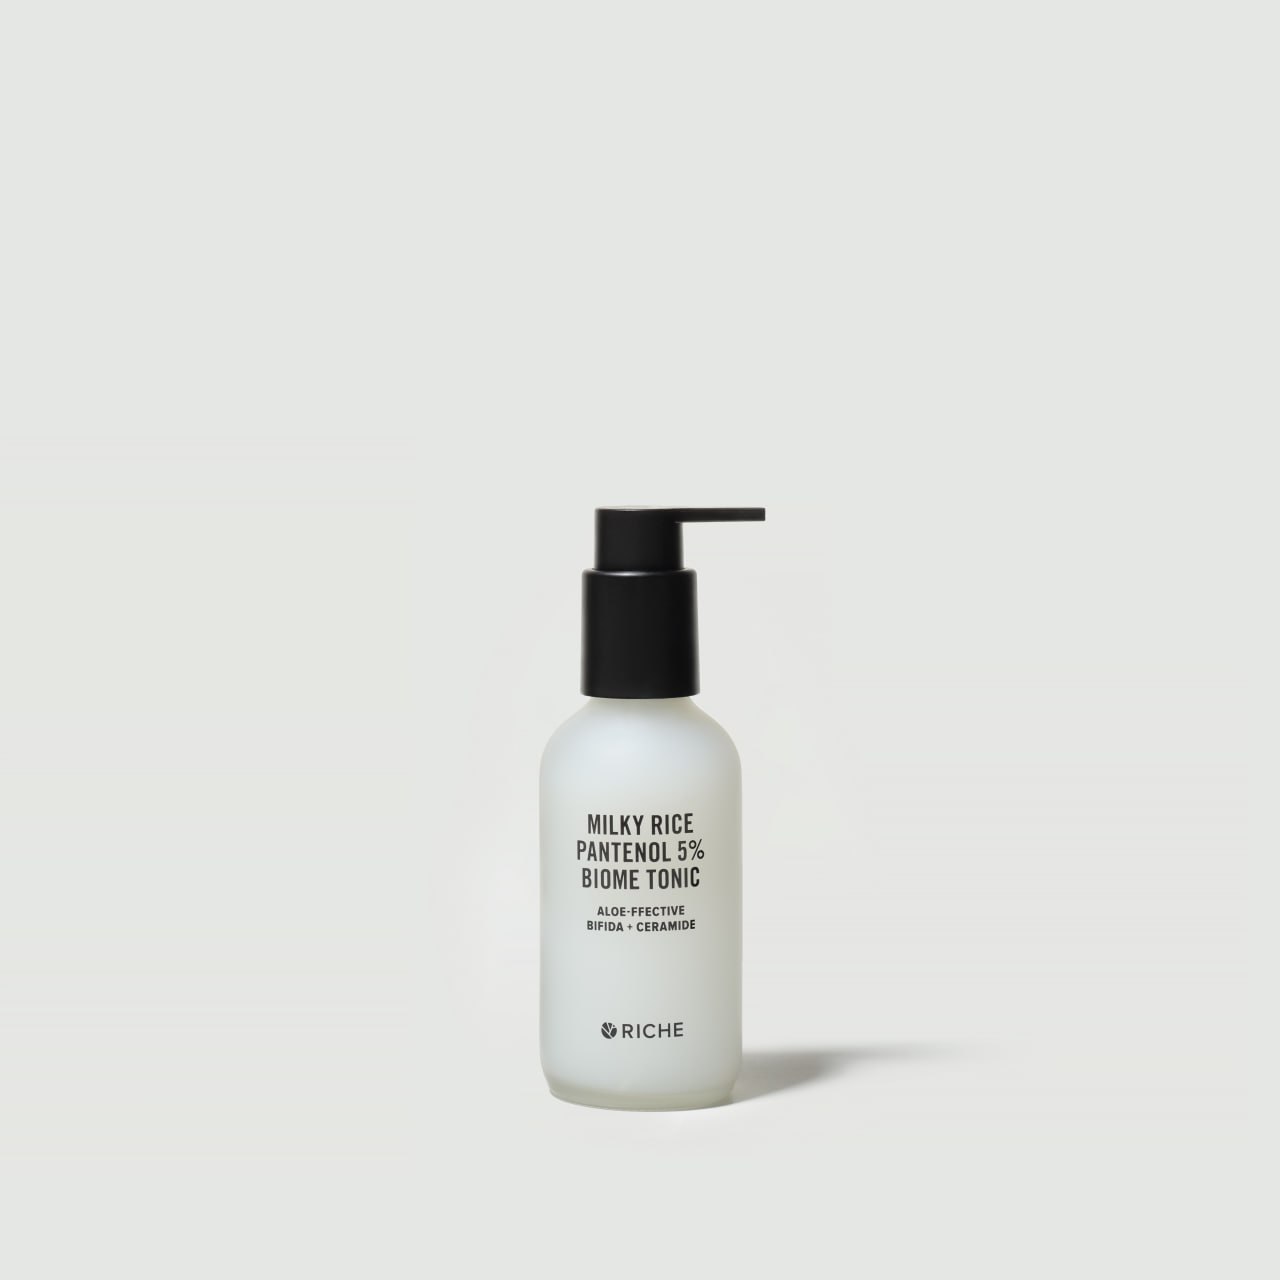 MILKY RICE
PANTENOL 5%
BIOME TONIC
ALOE-FFECTIVE
BIFIDA + CERAMIDE
RICHE